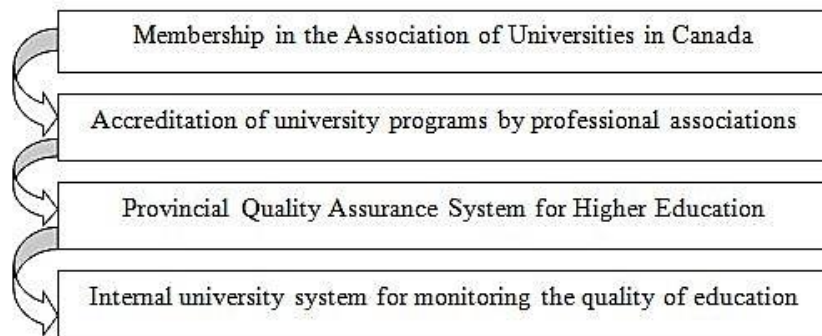 Membership in the Association of Universities in Canada
Accreditation of university programs by professional associations
Provincial Quality Assurance System for Higher Education
Internal university system for monitoring the quality of education